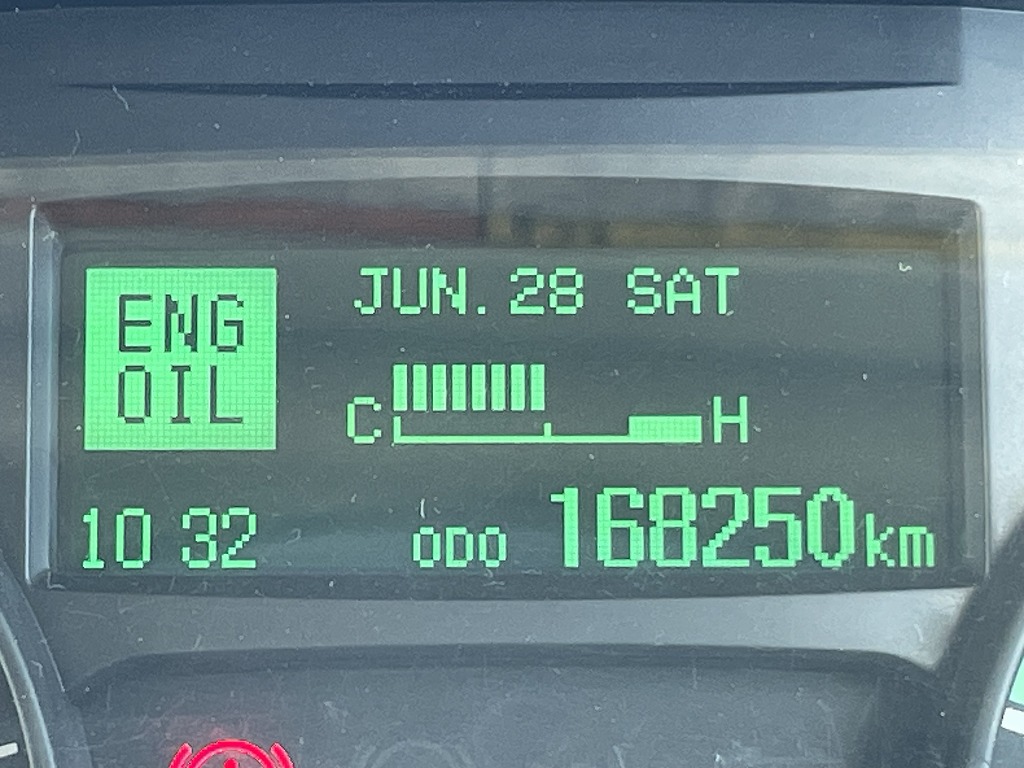 ENG
OIL
JUN. 28 SAT
C H
10 32
ODO 168250km